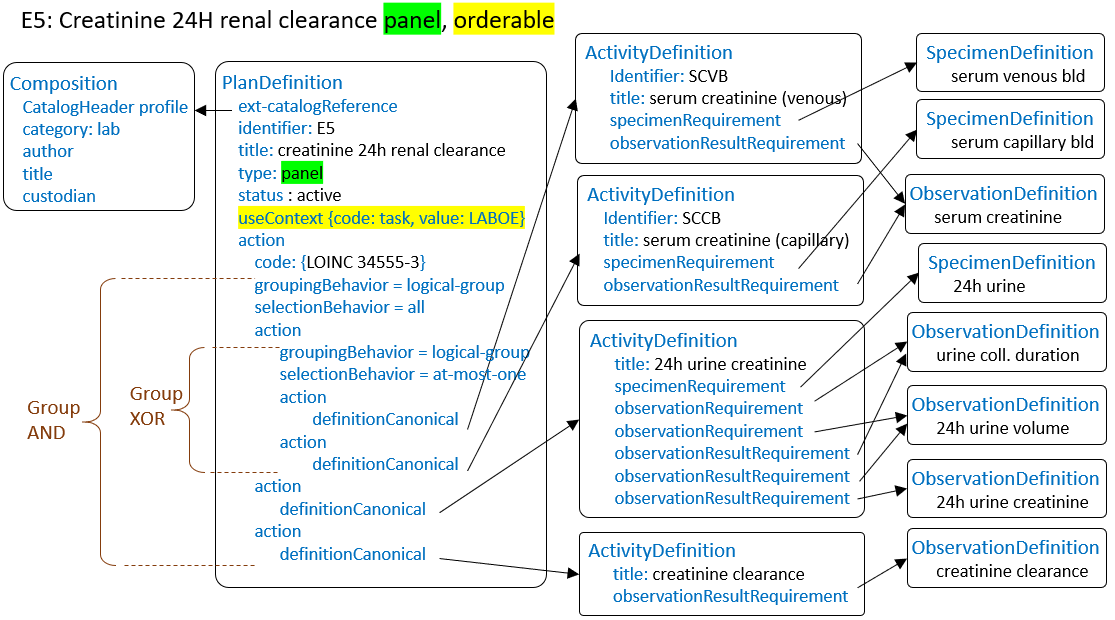 E5: Creatinine 24H renal clearance panel, orderable
Composition
CatalogHeader profile
category: lab
author
title
custodian
PlanDefinition
ext-catalogReference
identifier: E5
title: creatinine 24h renal clearance
type: panel
status : active
useContext {code: task, value: LABOE}
action
code: {LOINC 34555-3}
groupingBehavior = logical-group
selectionBehavior = all
action
groupingBehavior = logical-group
selectionBehavior = at-most-one
action
definitionCanonical
action
definitionCanonical
action
definitionCanonical
action
definitionCanonical
Group
AND
Group
XOR
ActivityDefinition
Identifier: SCVB
title: serum creatinine (venous)
specimenRequirement
observationResultRequirement
ActivityDefinition
Identifier: SCCB
title: serum creatinine (capillary)
specimenRequirement
observationResultRequirement
ActivityDefinition
title: 24h urine creatinine
specimenRequirement
observationRequirement
observationRequirement
observationResultRequirement
observationResultRequirement
observationResultRequirement
ActivityDefinition
title: creatinine clearance
observationResultRequirement
SpecimenDefinition
serum venous bld
SpecimenDefinition
serum capillary bld
ObservationDefinition
serum creatinine
SpecimenDefinition
24h urine
ObservationDefinition
urine coll. duration
ObservationDefinition
24h urine volume
ObservationDefinition
24h urine creatinine
ObservationDefinition
creatinine clearance